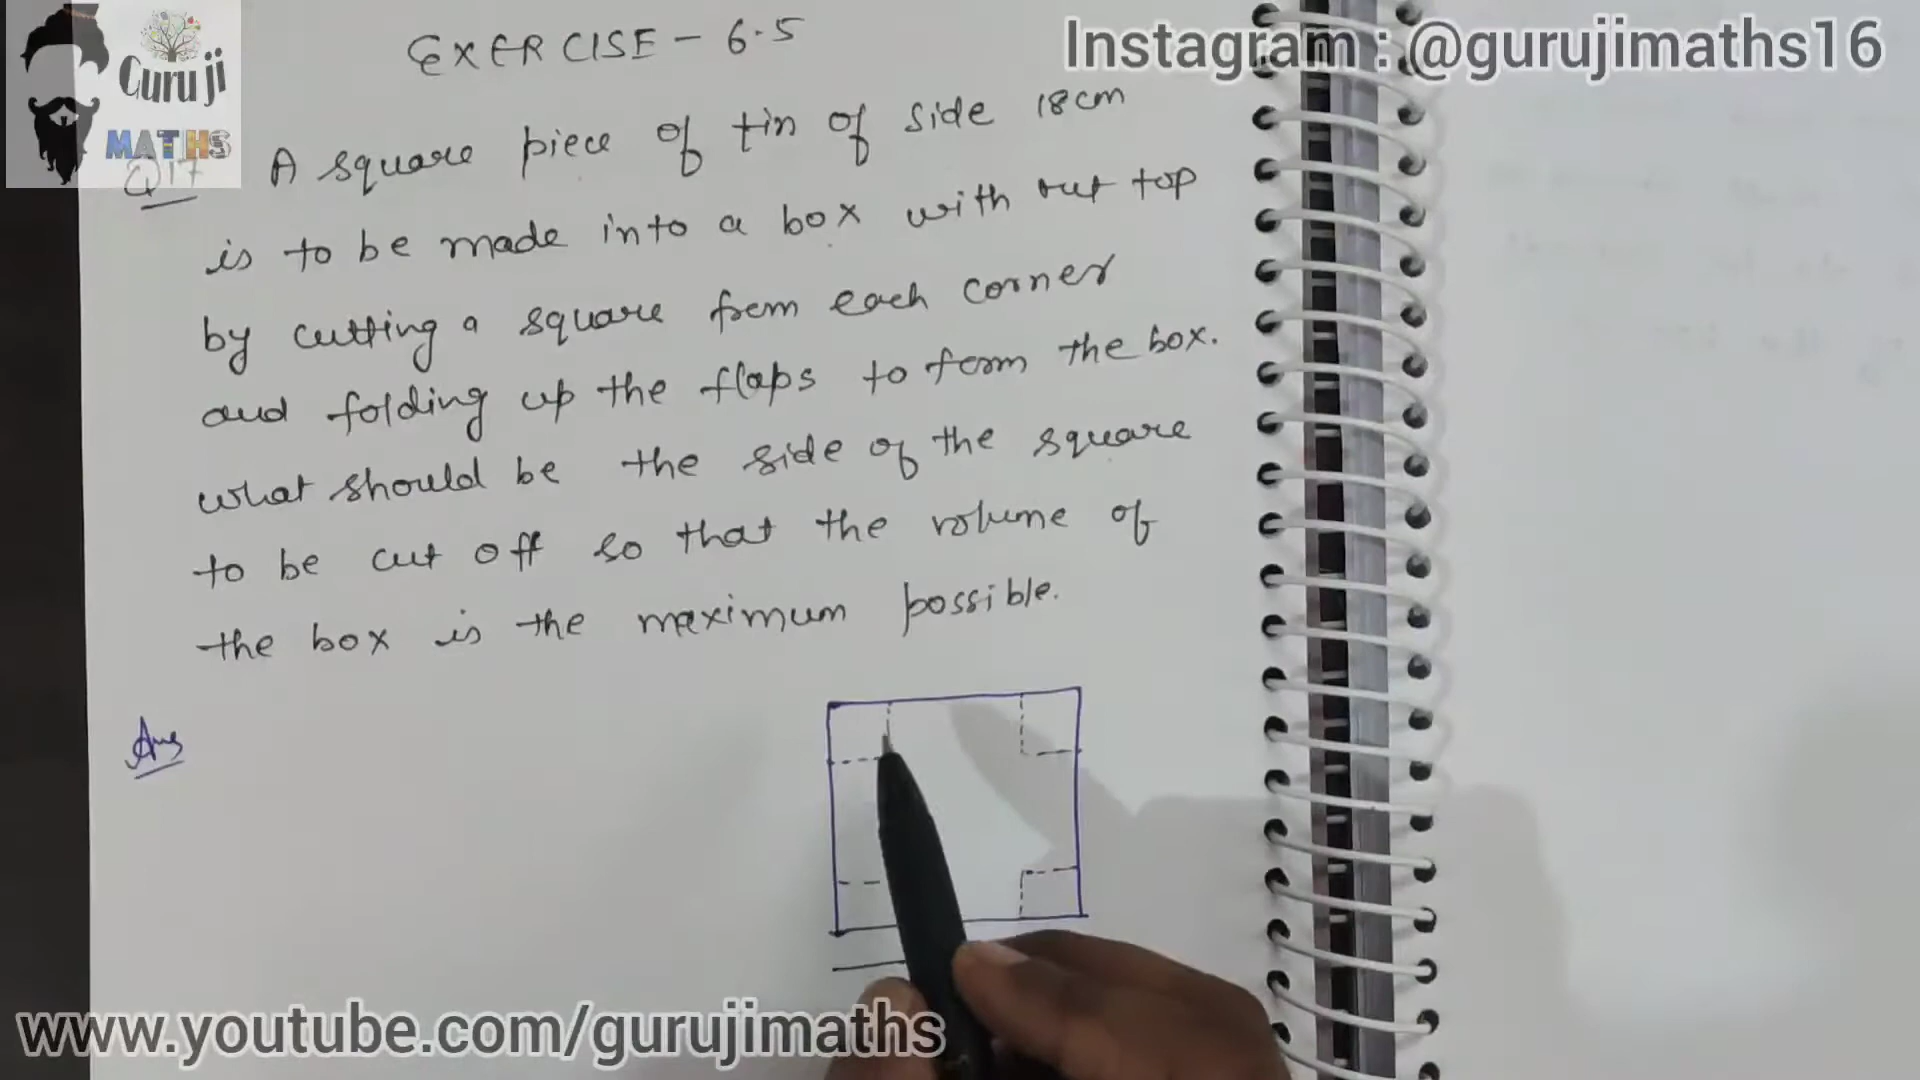 EXERCISE - 6.5
Instagram : @gurujimaths16
Guruji
MATHS
Q17 A square piece of tin of side 18cm
is to be made into a box with out top
by cutting a square from each corner
and folding up the flaps to form the box.
what should be the side of the square
to be cut off so that the volume of
the box is the maximum possible.
Ans
www.youtube.com/gurujimaths